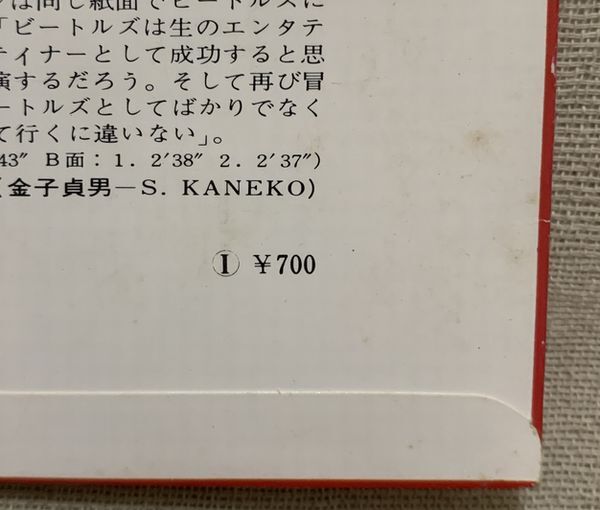 は同じ紙面でビートルズに
「ビートルズは生のエンタテ
ティナーとして成功すると思
演するだろう。そして再び冒
ートルズとしてばかりでなく
て行くに違いない」。
43″ B面：1. 2′38″ 2. 2′37″)
(金子貞男—S. KANEKO)
Ⓘ ¥700